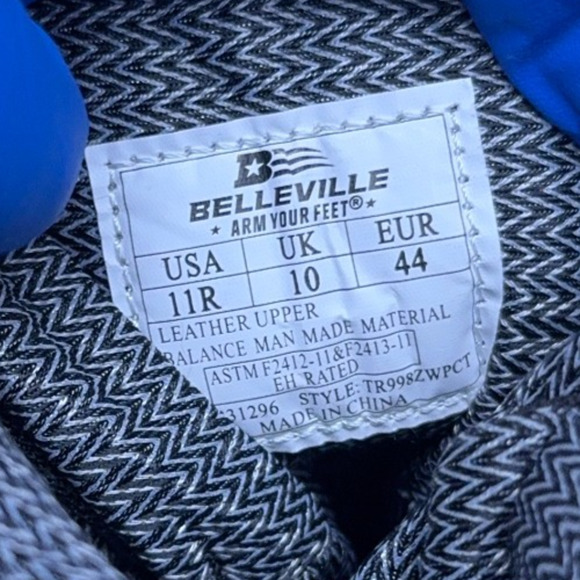 B
BELLEVILLE
★ ARM YOUR FEET® ★
USA UK EUR
11R 10 44
LEATHER UPPER
BALANCE MAN MADE MATERIAL
ASTM F2412-11&F2413-11
EH RATED
31296 STYLE: TR998ZWPCT
MADE IN CHINA